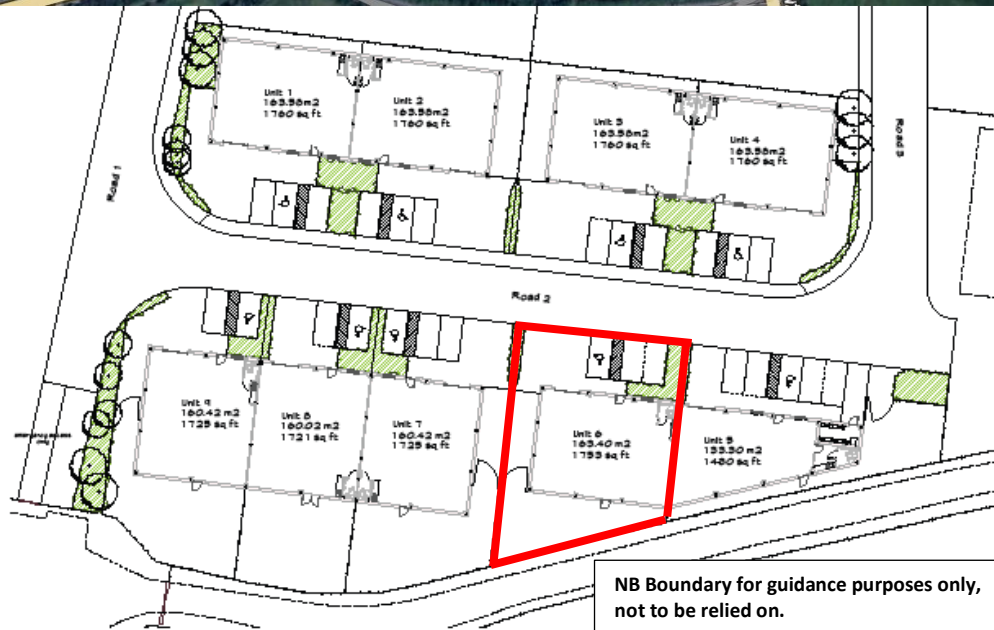 Unit 1
163.58m2
1760 sq ft
Unit 2
163.58m2
1760 sq ft
Unit 3
163.58m2
1760 sq ft
Unit 4
163.58m2
1760 sq ft
Road 1
Road 3
Road 2
Unit 9
160.42 m2
1725 sq ft
Unit 8
160.02 m2
1721 sq ft
Unit 7
160.42 m2
1725 sq ft
Unit 6
163.40 m2
1753 sq ft
Unit 5
133.30 m2
1480 sq ft
NB Boundary for guidance purposes only,
not to be relied on.